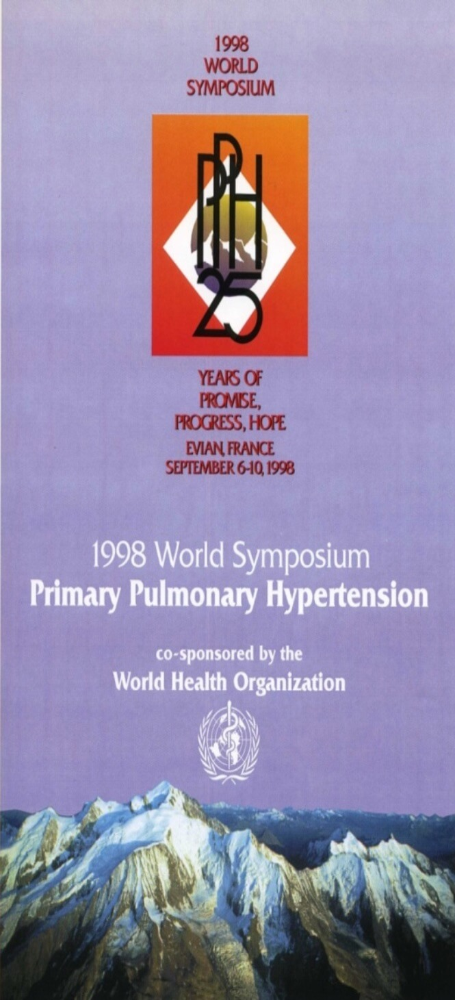 1998
WORLD
SYMPOSIUM
PPH
25
YEARS OF
PROMISE,
PROGRESS, HOPE
EVIAN, FRANCE
SEPTEMBER 6-10, 1998
1998 World Symposium
Primary Pulmonary Hypertension
co-sponsored by the
World Health Organization